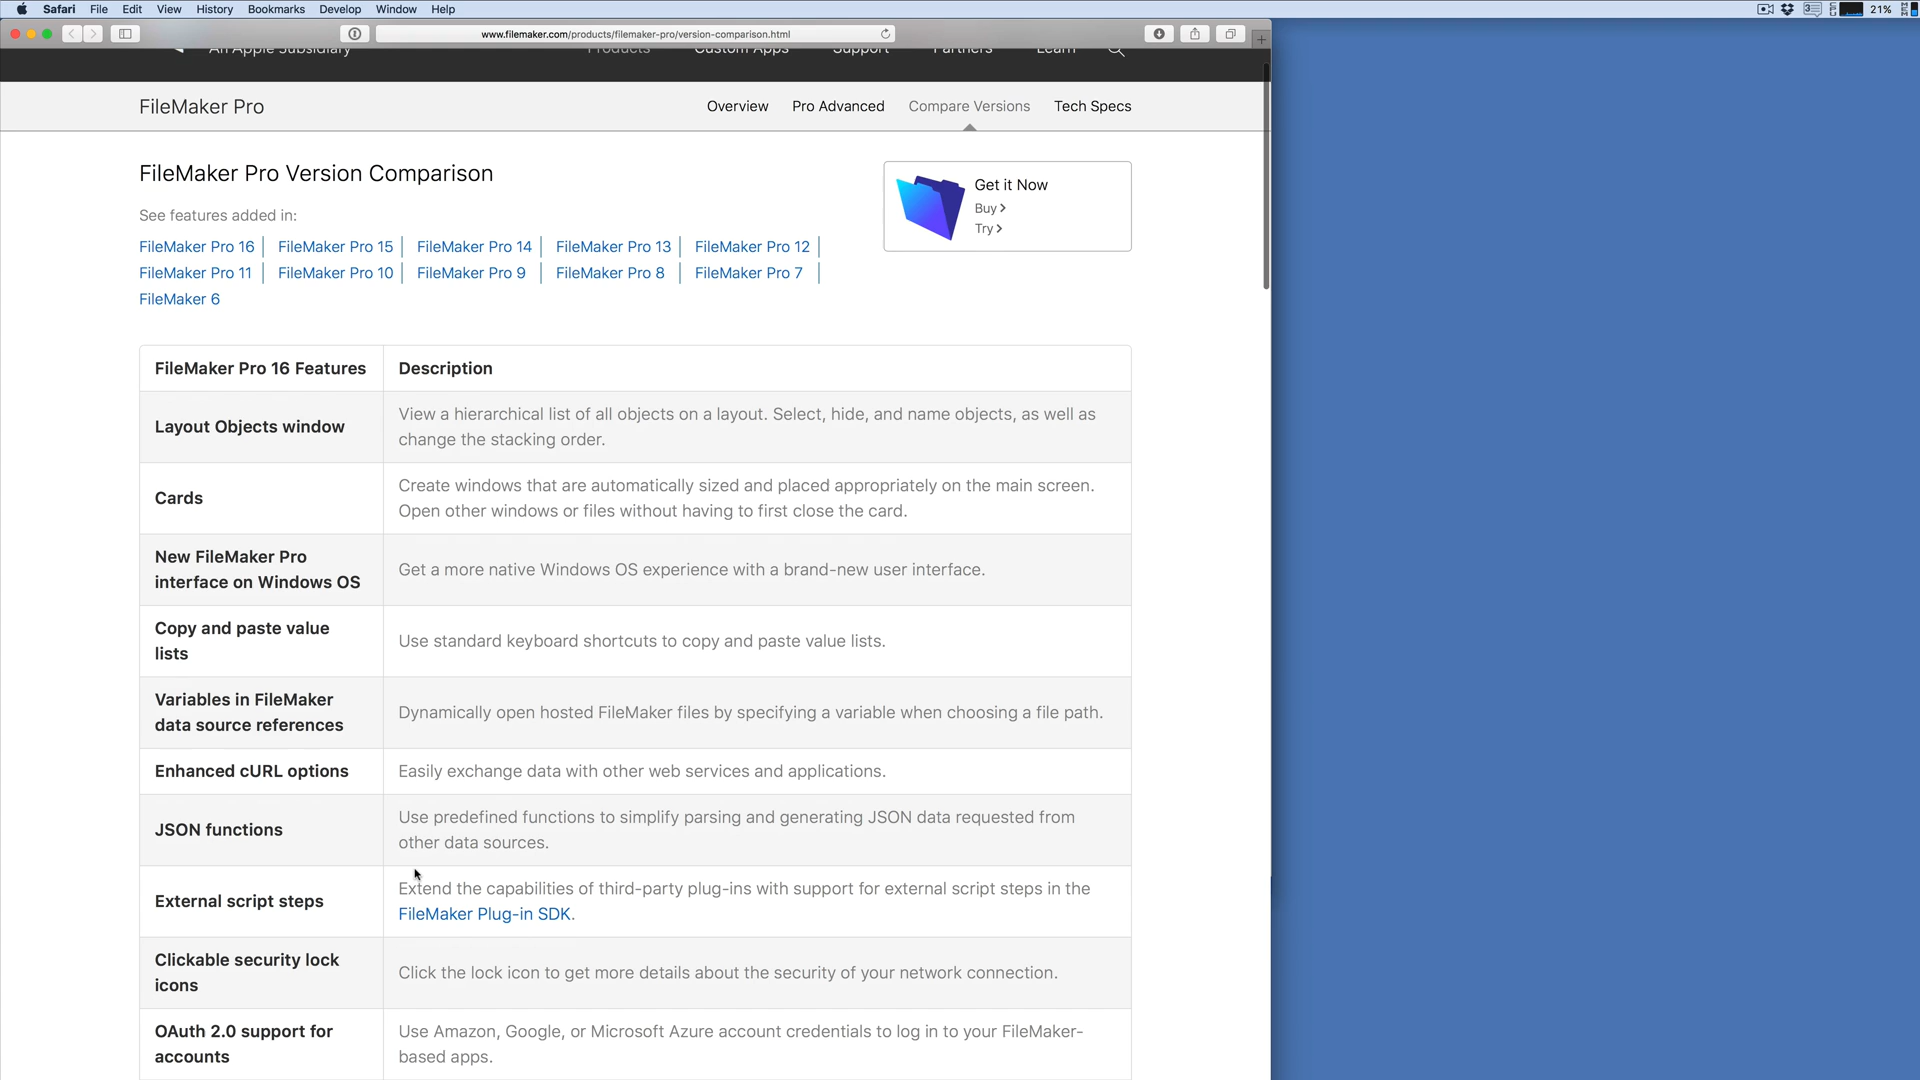 Safari File Edit View History Bookmarks Develop Window Help 21%
www.filemaker.com/products/filemaker-pro/version-comparison.html
An Apple Subsidiary Products Custom Apps Support Partners Learn
FileMaker Pro Overview Pro Advanced Compare Versions Tech Specs
FileMaker Pro Version Comparison
See features added in:
FileMaker Pro 16 FileMaker Pro 15 FileMaker Pro 14 FileMaker Pro 13 FileMaker Pro 12
FileMaker Pro 11 FileMaker Pro 10 FileMaker Pro 9 FileMaker Pro 8 FileMaker Pro 7
FileMaker 6
Get it Now
Buy >
Try >
FileMaker Pro 16 Features Description
Layout Objects window
View a hierarchical list of all objects on a layout. Select, hide, and name objects, as well as
change the stacking order.
Cards
Create windows that are automatically sized and placed appropriately on the main screen.
Open other windows or files without having to first close the card.
New FileMaker Pro
interface on Windows OS
Get a more native Windows OS experience with a brand-new user interface.
Copy and paste value
lists
Use standard keyboard shortcuts to copy and paste value lists.
Variables in FileMaker
data source references
Dynamically open hosted FileMaker files by specifying a variable when choosing a file path.
Enhanced cURL options
Easily exchange data with other web services and applications.
JSON functions
Use predefined functions to simplify parsing and generating JSON data requested from
other data sources.
External script steps
Extend the capabilities of third-party plug-ins with support for external script steps in the
FileMaker Plug-in SDK.
Clickable security lock
icons
Click the lock icon to get more details about the security of your network connection.
OAuth 2.0 support for
accounts
Use Amazon, Google, or Microsoft Azure account credentials to log in to your FileMaker-
based apps.